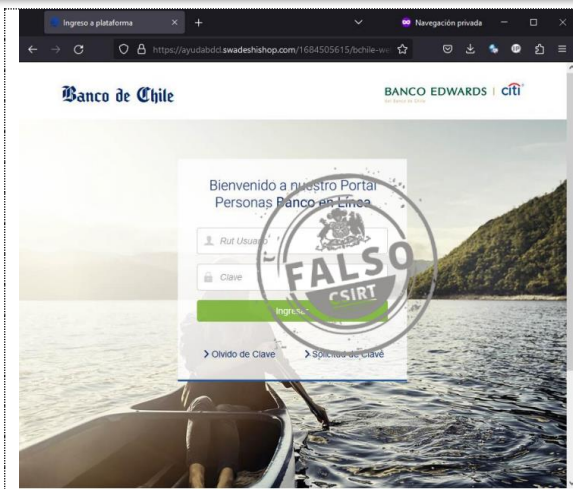 Ingreso a plataforma
Navegación privada
https://ayudabdcl.swadeshishop.com/1684505615/bchile-we
Banco de Chile
BANCO EDWARDS | citi
Bienvenido a nuestro Portal
Personas Banco en Línea
Rut Usuario
Clave
FALSO
CSIRT
Ingresar
Olvido de Clave
Solicitud de Clave